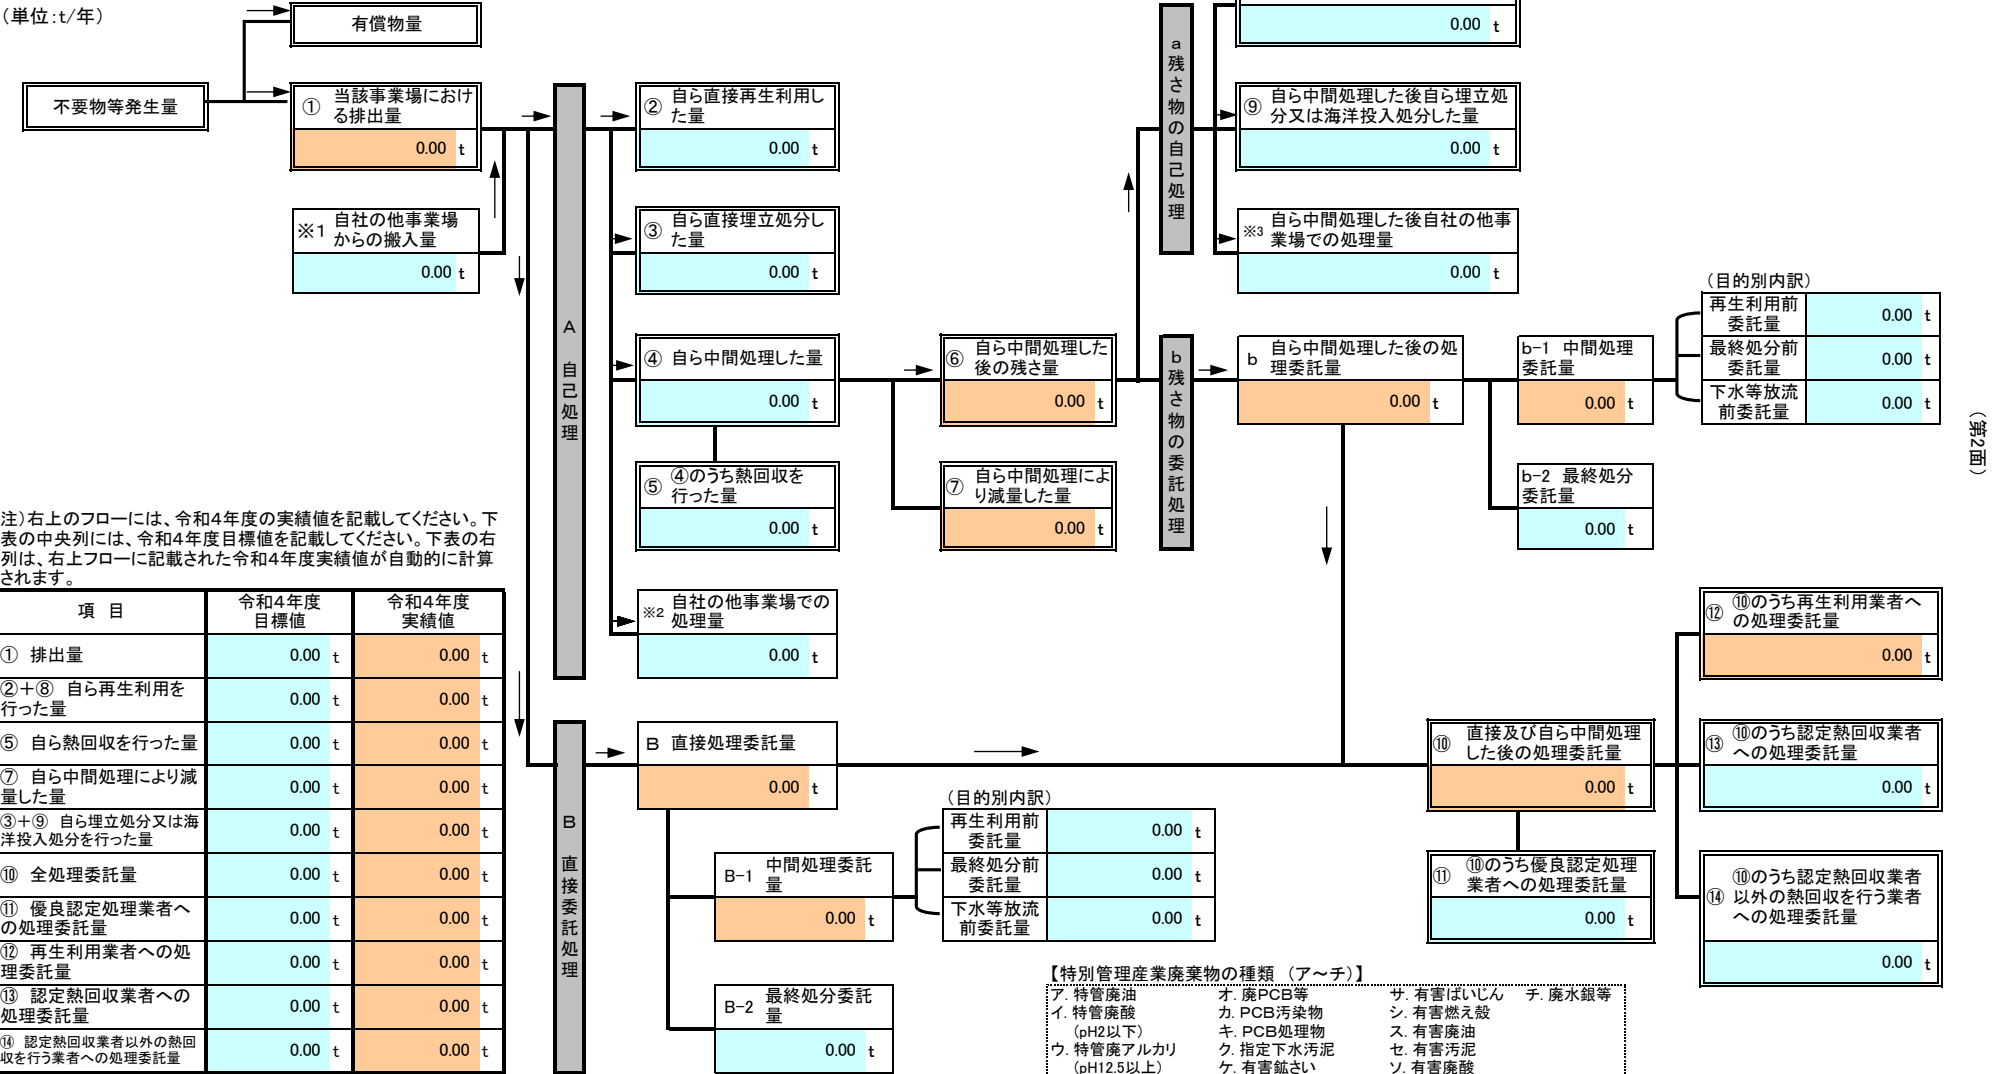 （単位：t/年）
有償物量
不要物等発生量
① 当該事業場におけ
る排出量
0.00 t
※1 自社の他事業場
からの搬入量
0.00 t
A 自己処理
② 自ら直接再生利用し
た量
0.00 t
③ 自ら直接埋立処分し
た量
0.00 t
④ 自ら中間処理した量
0.00 t
⑤ ④のうち熱回収を
行った量
0.00 t
※2 自社の他事業場での
処理量
0.00 t
⑥ 自ら中間処理した
後の残さ量
0.00 t
⑦ 自ら中間処理によ
り減量した量
0.00 t
a 残さ物の自己処理
0.00 t
⑨ 自ら中間処理した後自ら埋立処
分又は海洋投入処分した量
0.00 t
※3 自ら中間処理した後自社の他事
業場での処理量
0.00 t
b 残さ物の委託処理
b 自ら中間処理した後の処
理委託量
0.00 t
b-1 中間処理
委託量
0.00 t
b-2 最終処分
委託量
0.00 t
（目的別内訳）
再生利用前
委託量
0.00 t
最終処分前
委託量
0.00 t
下水等放流
前委託量
0.00 t
（第2面）
注）右上のフローには、令和４年度の実績値を記載してください。下
表の中央列には、令和４年度目標値を記載してください。下表の右
列は、右上フローに記載された令和４年度実績値が自動的に計算
されます。
項 目
令和４年度
目標値
令和４年度
実績値
① 排出量 0.00 t 0.00 t
②＋⑧ 自ら再生利用を
行った量 0.00 t 0.00 t
⑤ 自ら熱回収を行った量 0.00 t 0.00 t
⑦ 自ら中間処理により減
量した量 0.00 t 0.00 t
③＋⑨ 自ら埋立処分又は海
洋投入処分を行った量 0.00 t 0.00 t
⑩ 全処理委託量 0.00 t 0.00 t
⑪ 優良認定処理業者へ
の処理委託量 0.00 t 0.00 t
⑫ 再生利用業者への処
理委託量 0.00 t 0.00 t
⑬ 認定熱回収業者への
処理委託量 0.00 t 0.00 t
⑭ 認定熱回収業者以外の熱回
収を行う業者への処理委託量 0.00 t 0.00 t
B 直接委託処理
B 直接処理委託量
0.00 t
B-1 中間処理委託
量
0.00 t
B-2 最終処分委託
量
0.00 t
（目的別内訳）
再生利用前
委託量
0.00 t
最終処分前
委託量
0.00 t
下水等放流
前委託量
0.00 t
⑩ 直接及び自ら中間処理
した後の処理委託量
0.00 t
⑪ ⑩のうち優良認定処理
業者への処理委託量
0.00 t
⑫ ⑩のうち再生利用業者へ
の処理委託量
0.00 t
⑬ ⑩のうち認定熱回収業者
への処理委託量
0.00 t
⑭ ⑩のうち認定熱回収業者
以外の熱回収を行う業者
への処理委託量
0.00 t
【特別管理産業廃棄物の種類 （ア～チ）】
ア．特管廃油 オ．廃PCB等 サ．有害ばいじん チ．廃水銀等
イ．特管廃酸 カ．PCB汚染物 シ．有害燃え殻
（pH2以下） キ．PCB処理物 ス．有害廃油
ウ．特管廃アルカリ ク．指定下水汚泥 セ．有害汚泥
（pH12.5以上） ケ．有害鉱さい ソ．有害廃酸